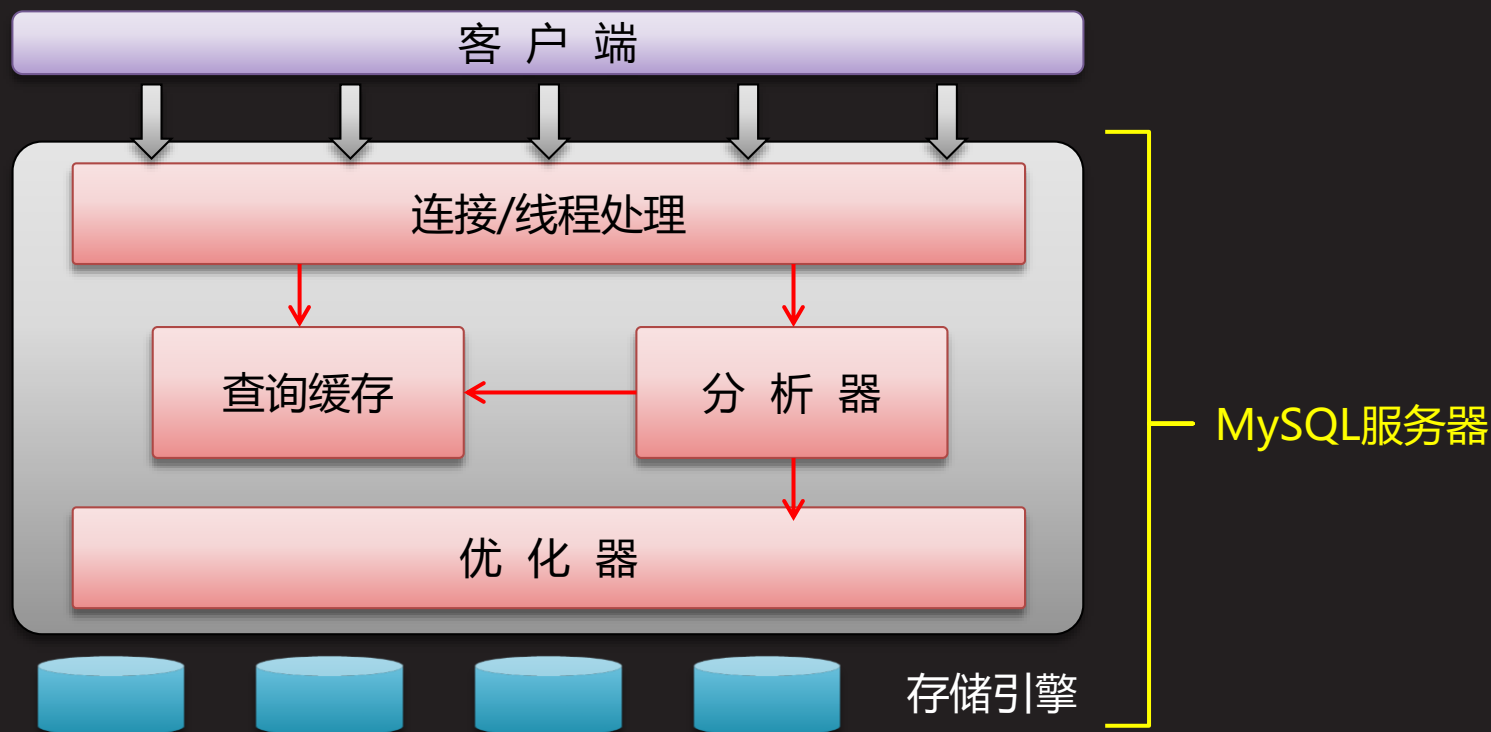 客 户 端
连接/线程处理
查询缓存
分 析 器
MySQL服务器
优 化 器
存储引擎